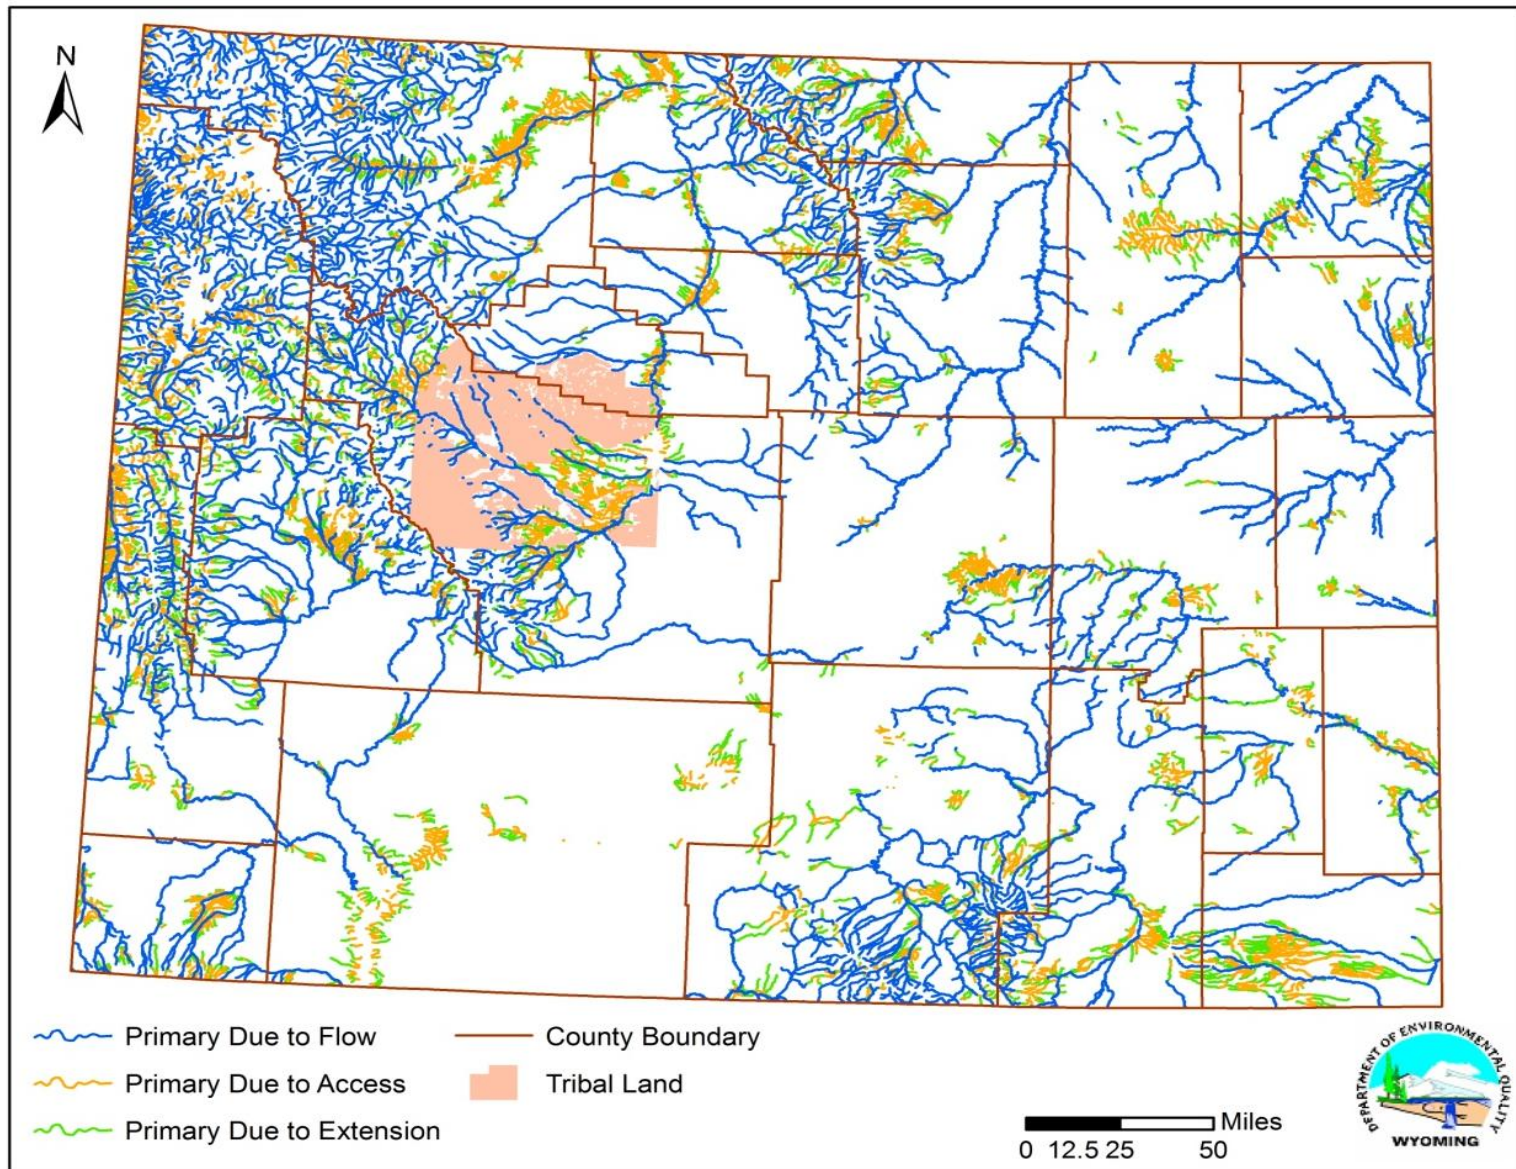 N
Primary Due to Flow
Primary Due to Access
Primary Due to Extension
County Boundary
Tribal Land
Miles
0 12.5 25 50
DEPARTMENT OF ENVIRONMENTAL QUALITY
WYOMING